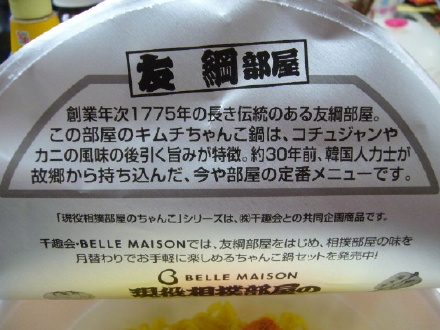 友綱部屋
創業年次1775年の長き伝統のある友綱部屋。
この部屋のキムチちゃんこ鍋は、コチュジャンや
カニの風味の後引く旨みが特徴。約30年前、韓国人力士が
故郷から持ち込んだ、今や部屋の定番メニューです。
「現役相撲部屋のちゃんこ」シリーズは、㈱千趣会との共同企画商品です。
千趣会・BELLE MAISONでは、友綱部屋をはじめ、相撲部屋の味を
月替わりでお手軽に楽しめるちゃんこ鍋セットを発売中!
BELLE MAISON
現役相撲部屋の